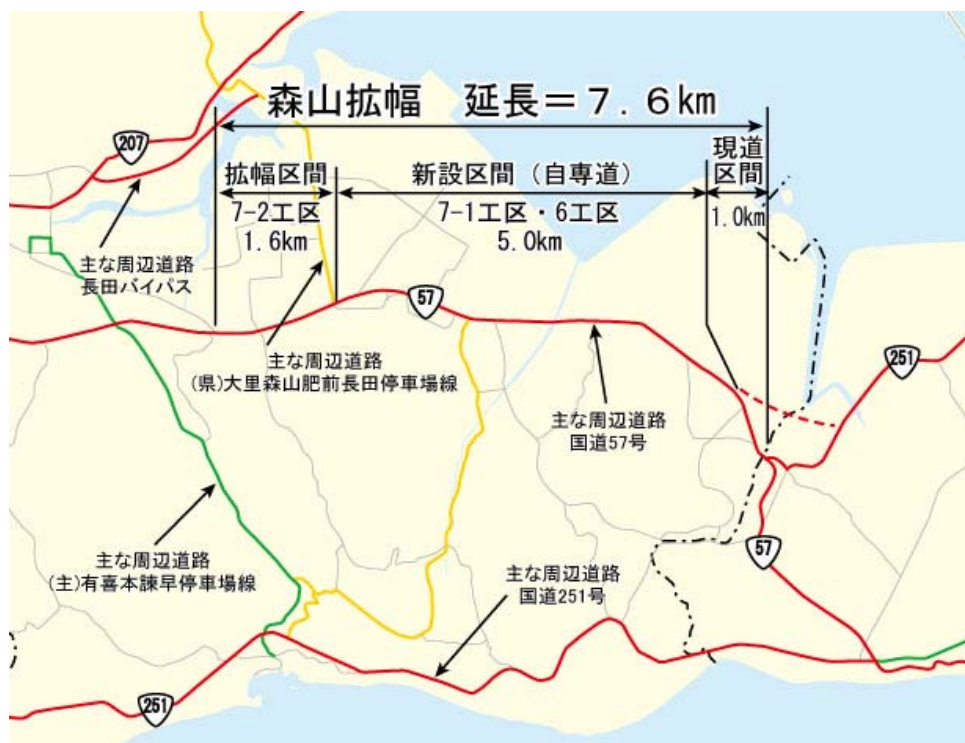 森山拡幅 延長＝７.６㎞
207
現道
区間
拡幅区間
新設区間（自専道）
7-2工区
7-1工区・6工区
1.0km
1.6km
5.0km
主な周辺道路
長田バイパス
57
主な周辺道路
(県)大里森山肥前長田停車場線
251
主な周辺道路
国道57号
主な周辺道路
(主)有喜本諫早停車場線
57
主な周辺道路
国道251号
251